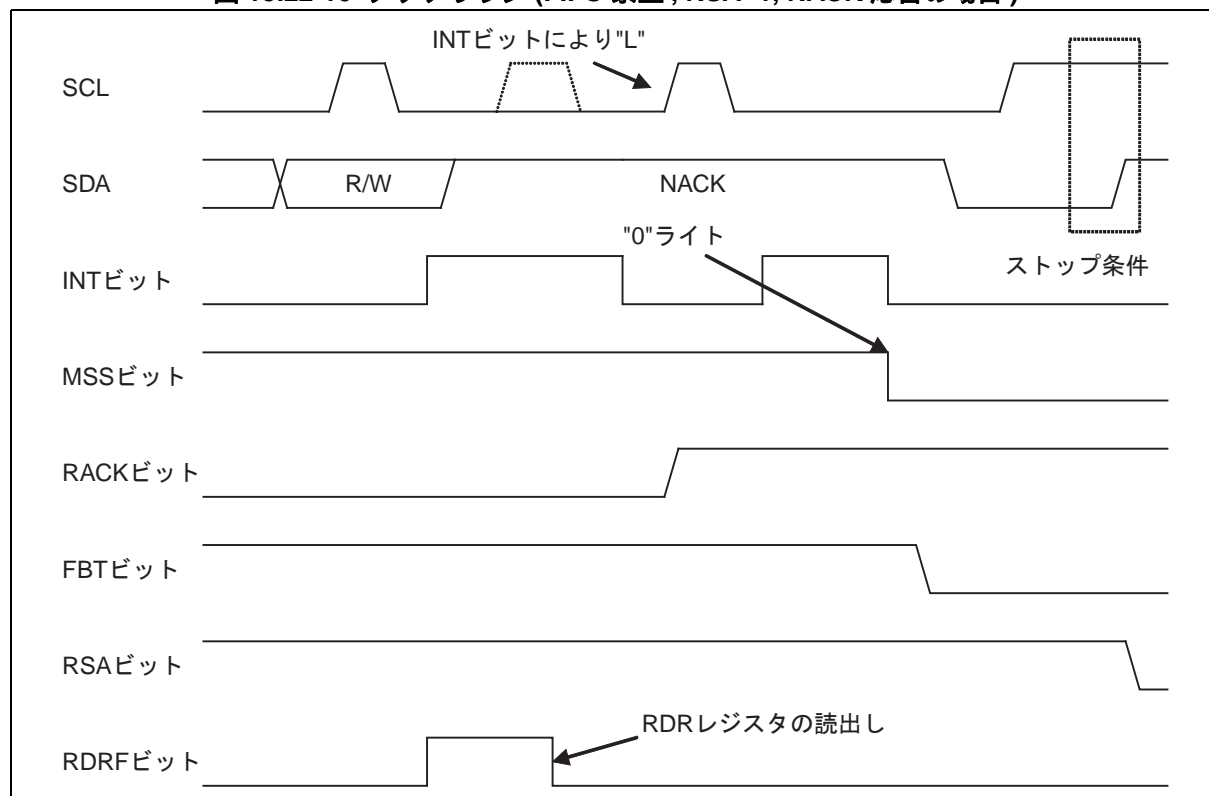 INTビットにより"L"
SCL
SDA
R/W
NACK
"0"ライト
ストップ条件
INTビット
MSSビット
RACKビット
FBTビット
RSAビット
RDRレジスタの読出し
RDRFビット